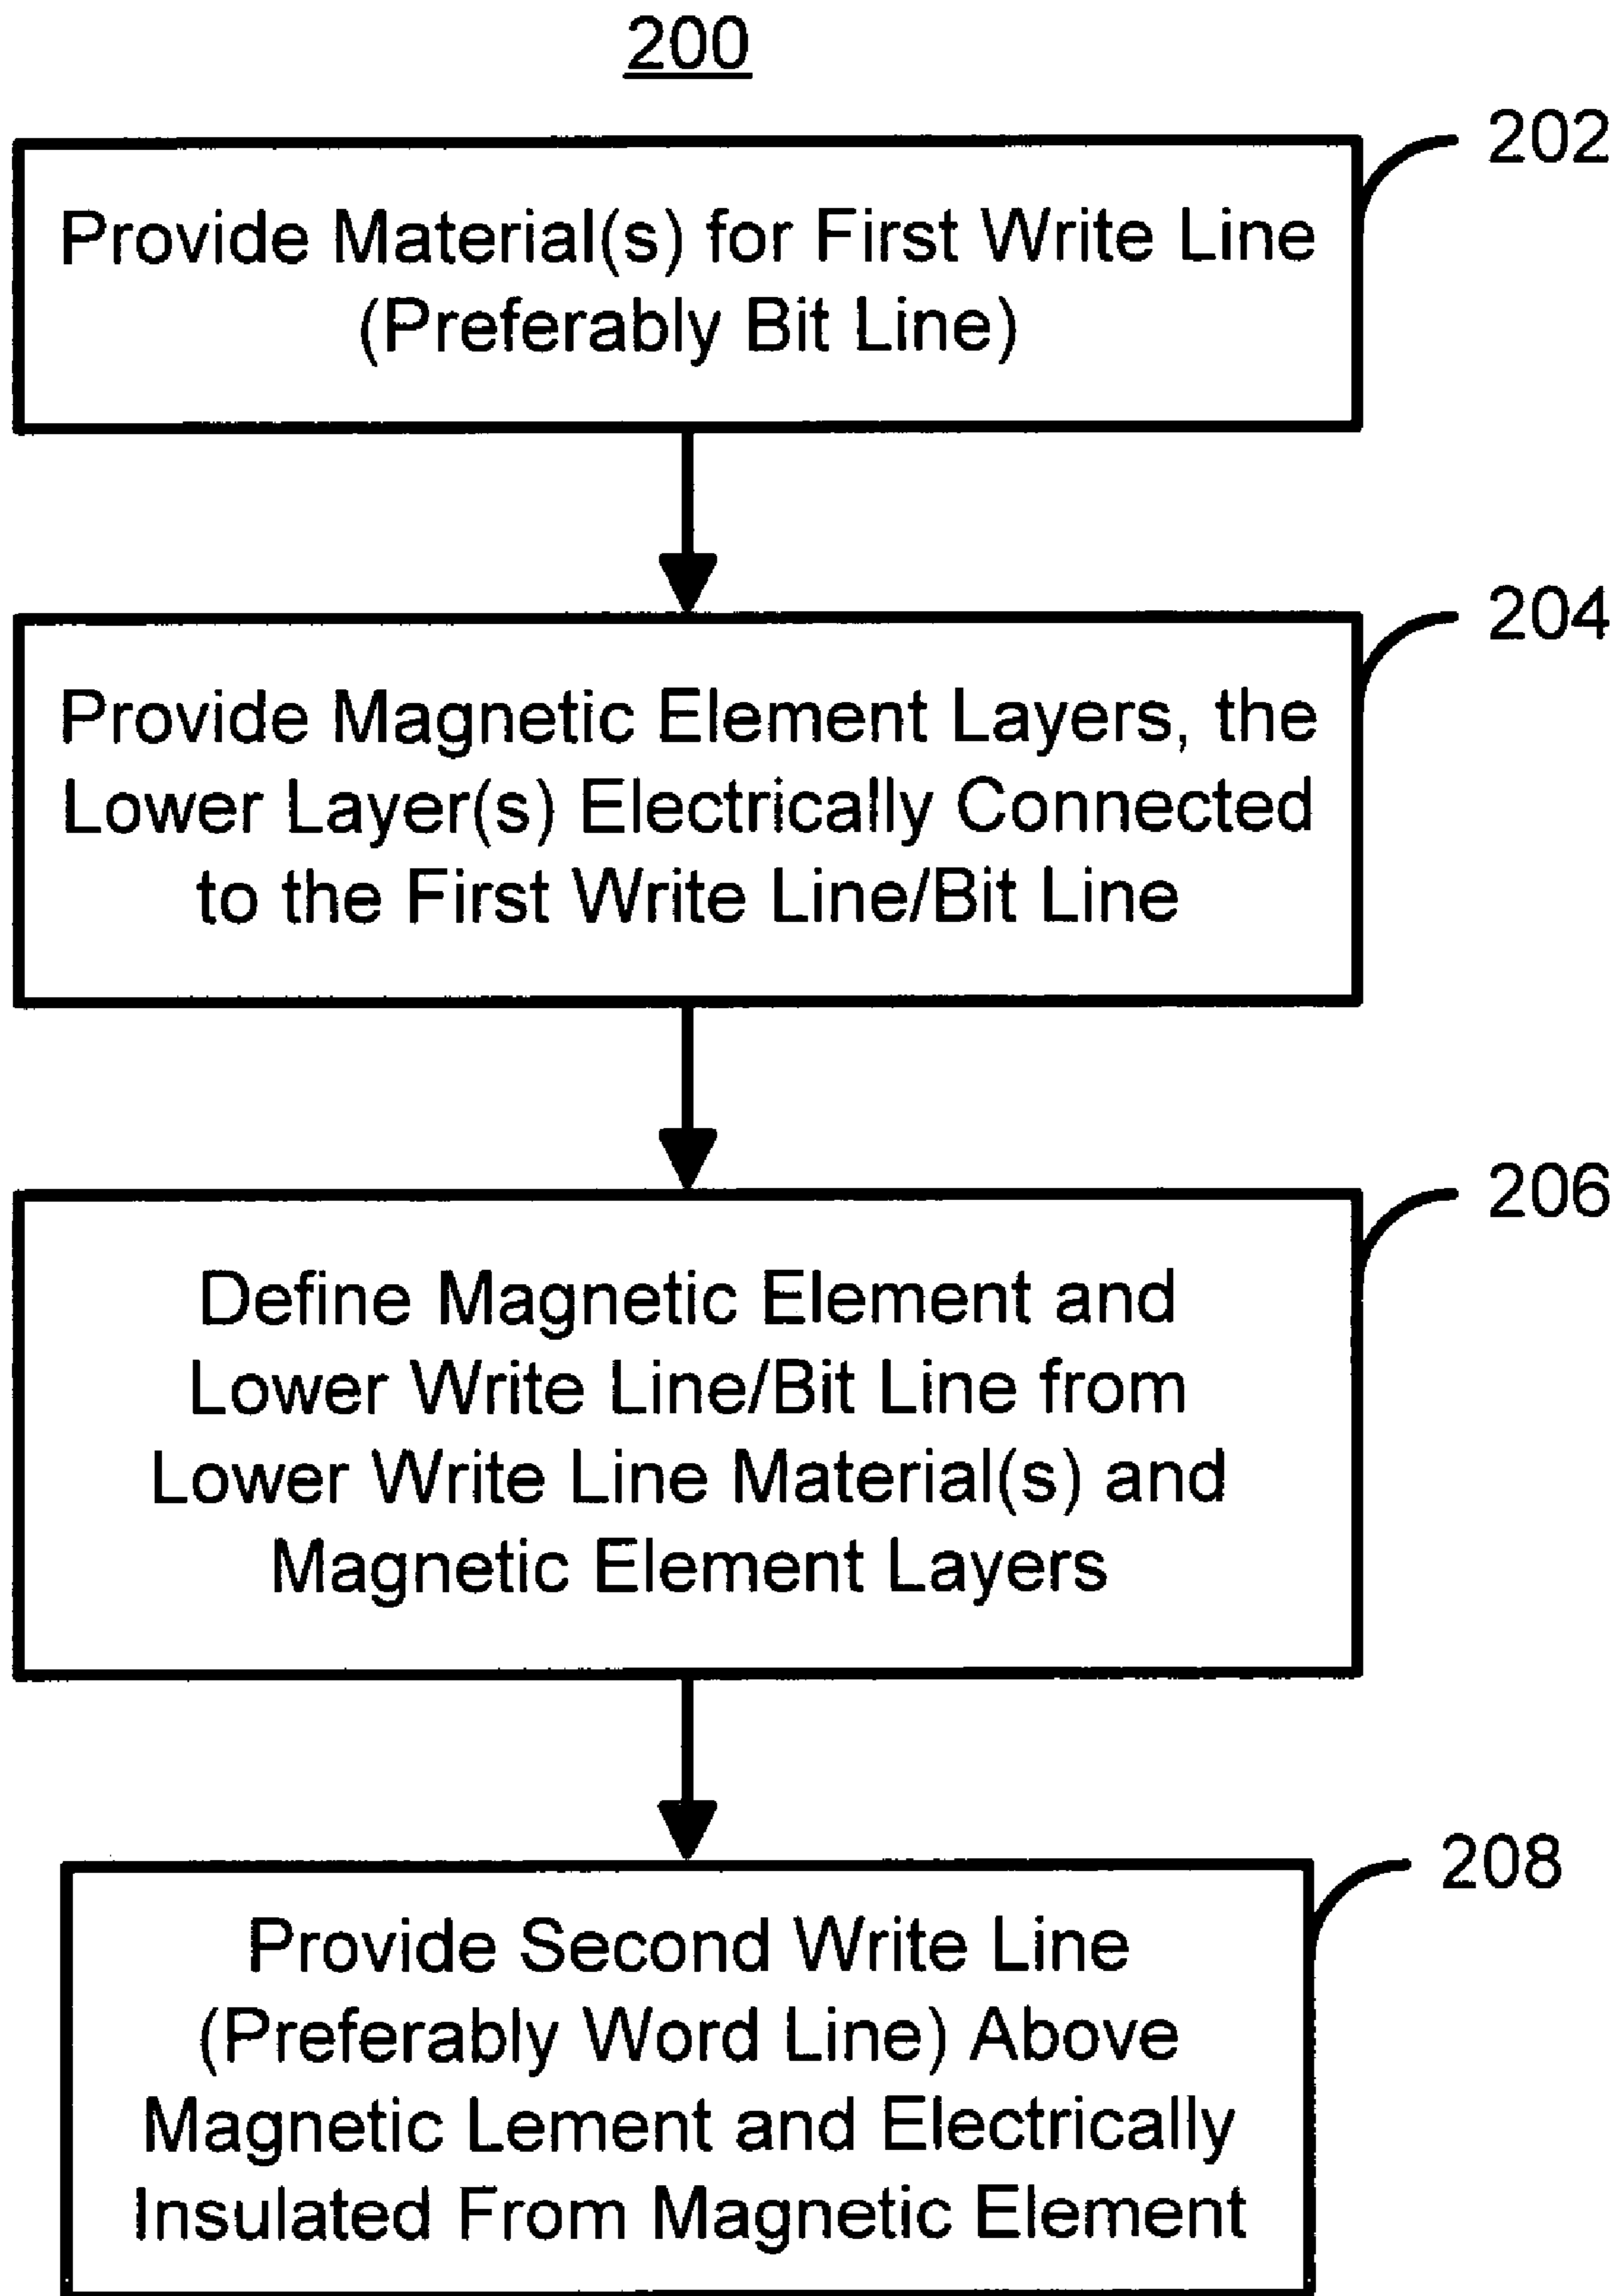 200
202
Provide Material(s) for First Write Line
(Preferably Bit Line)
204
Provide Magnetic Element Layers, the
Lower Layer(s) Electrically Connected
to the First Write Line/Bit Line
206
Define Magnetic Element and
Lower Write Line/Bit Line from
Lower Write Line Material(s) and
Magnetic Element Layers
208
Provide Second Write Line
(Preferably Word Line) Above
Magnetic Lement and Electrically
Insulated From Magnetic Element